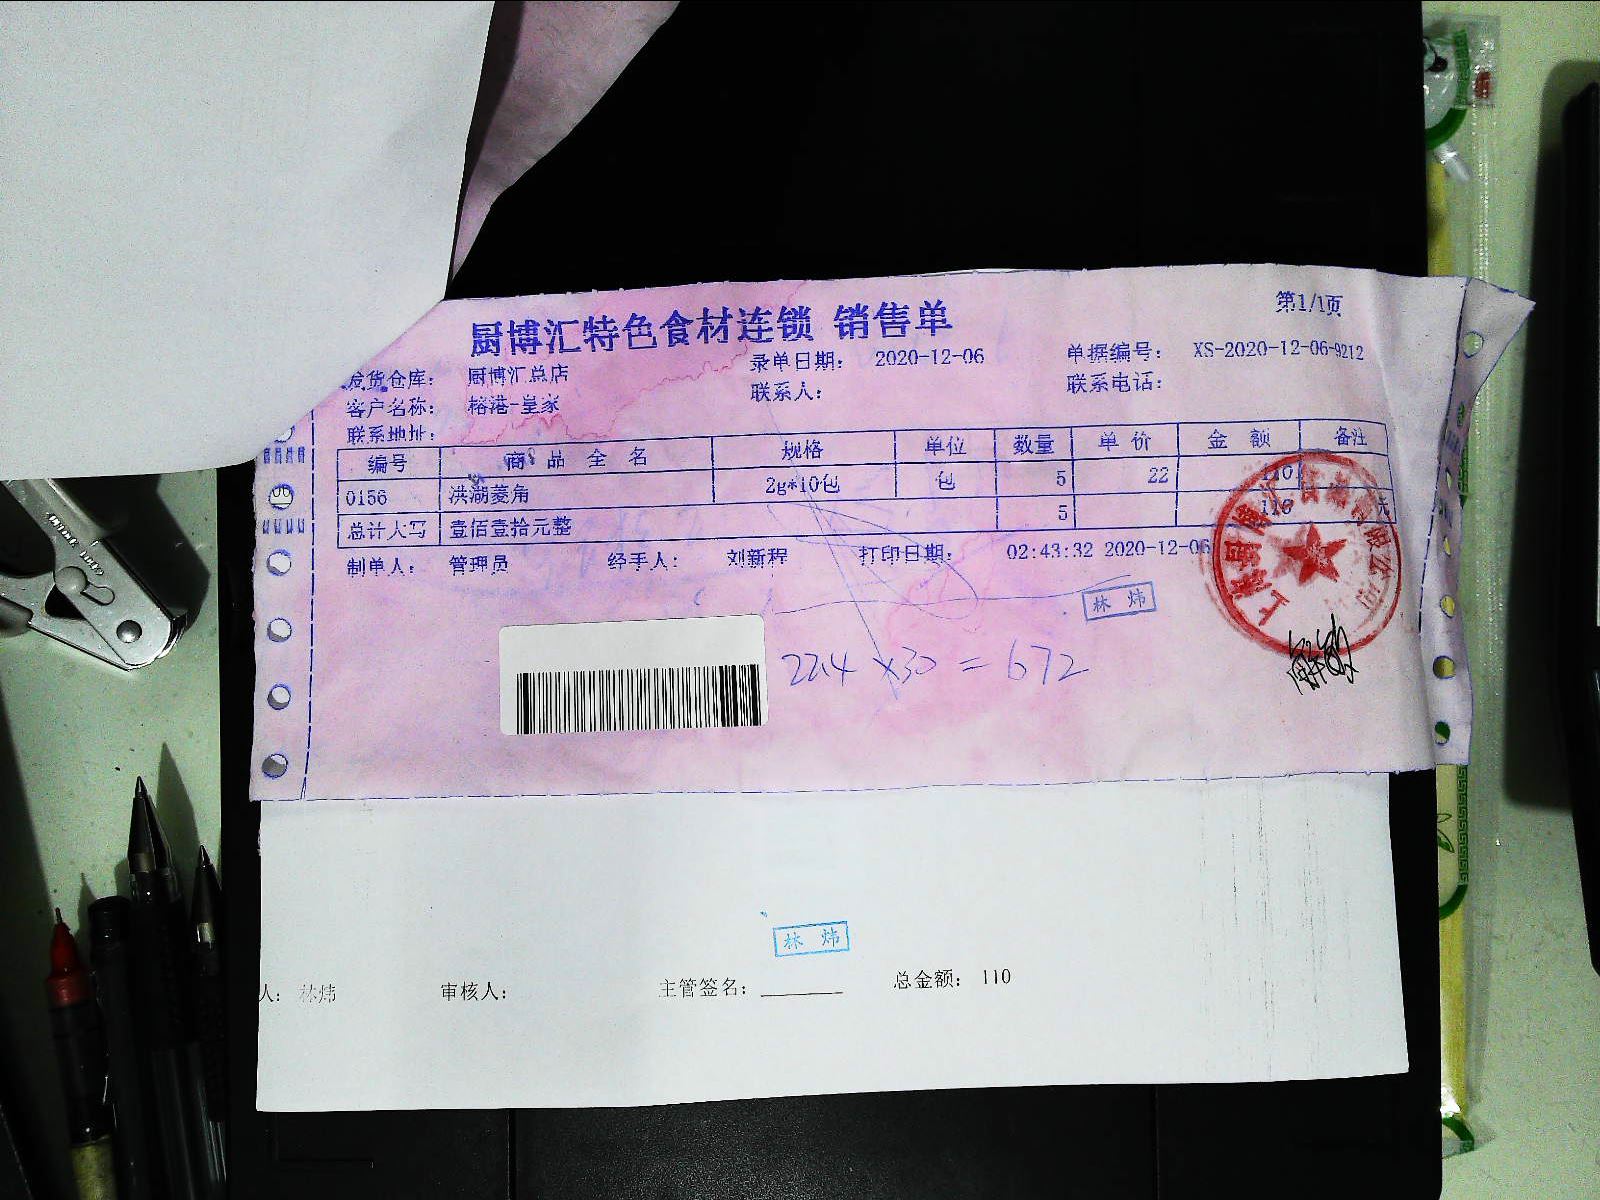 厨博汇特色食材连锁 销售单
第1/1页
发货仓库： 厨博汇总店 录单日期： 2020-12-06 单据编号： XS-2020-12-06-9212
客户名称： 榕港-皇家 联系人： 联系电话：
联系地址：
编号 商品全名 规格 单位 数量 单价 金额 备注
0156 洪湖菱角 2g*10包 包 5 22 110
总计大写 壹佰壹拾元整 5 110 元
制单人： 管理员 经手人： 刘新程 打印日期： 02:43:32 2020-12-06
林炜
22.4×30=672
林炜
人： 林炜 审核人： 主管签名： 总金额： 110